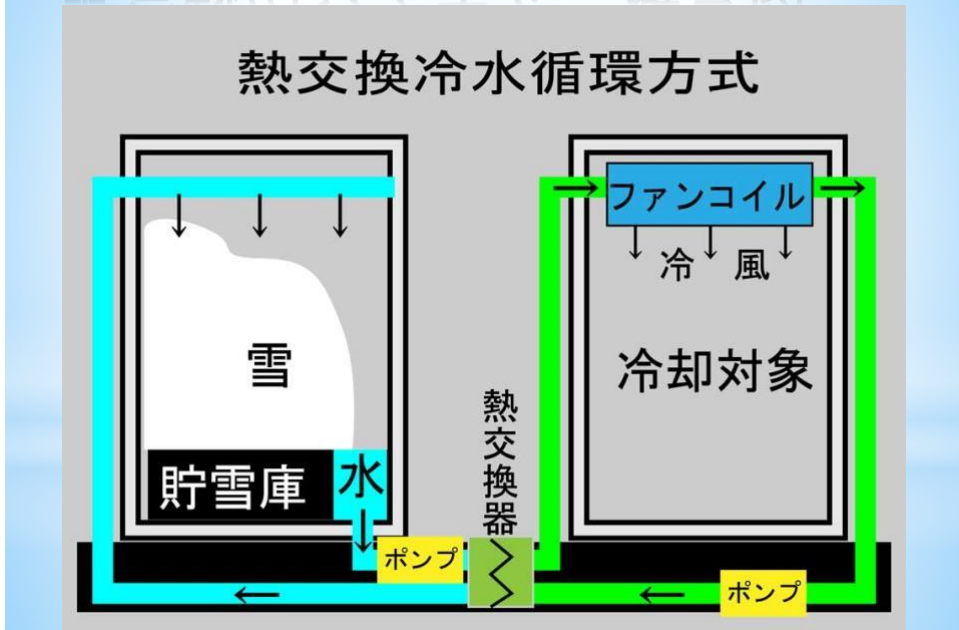 熱交換冷水循環方式
ファンコイル
冷風
雪
冷却対象
熱交換器
貯雪庫
水
ポンプ
ポンプ